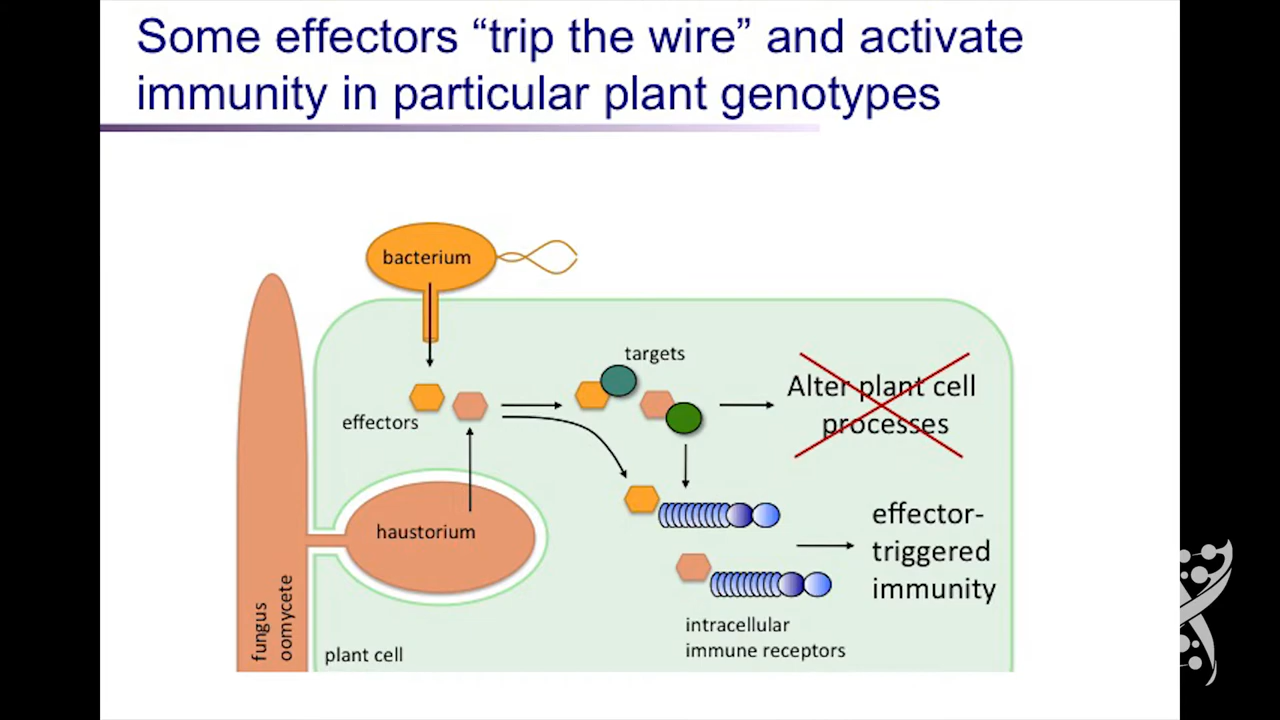 Some effectors “trip the wire” and activate
immunity in particular plant genotypes
bacterium
targets
effectors
Alter plant cell
processes
haustorium
effector-
triggered
immunity
fungus
oomycete
plant cell
intracellular
immune receptors